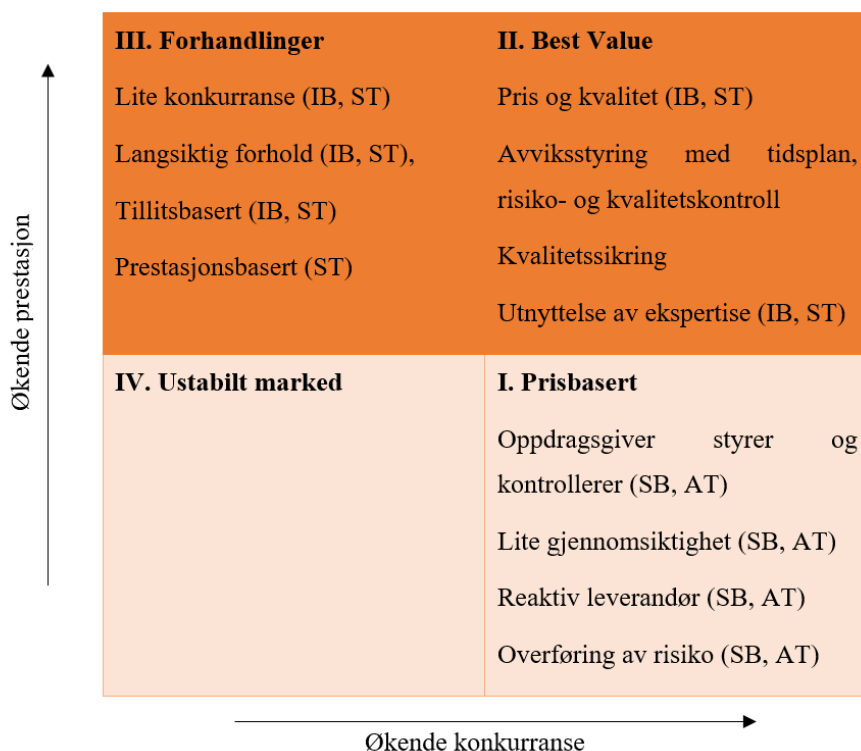 III. Forhandlinger
Lite konkurranse (IB, ST)
Langsiktig forhold (IB, ST),
Tillitsbasert (IB, ST)
Prestasjonsbasert (ST)
II. Best Value
Pris og kvalitet (IB, ST)
Avviksstyring med tidsplan,
risiko- og kvalitetskontroll
Kvalitetssikring
Utnyttelse av ekspertise (IB, ST)
IV. Ustabilt marked
I. Prisbasert
Oppdragsgiver styrer og
kontrollerer (SB, AT)
Lite gjennomsiktighet (SB, AT)
Reaktiv leverandør (SB, AT)
Overføring av risiko (SB, AT)
Økende prestasjon
Økende konkurranse